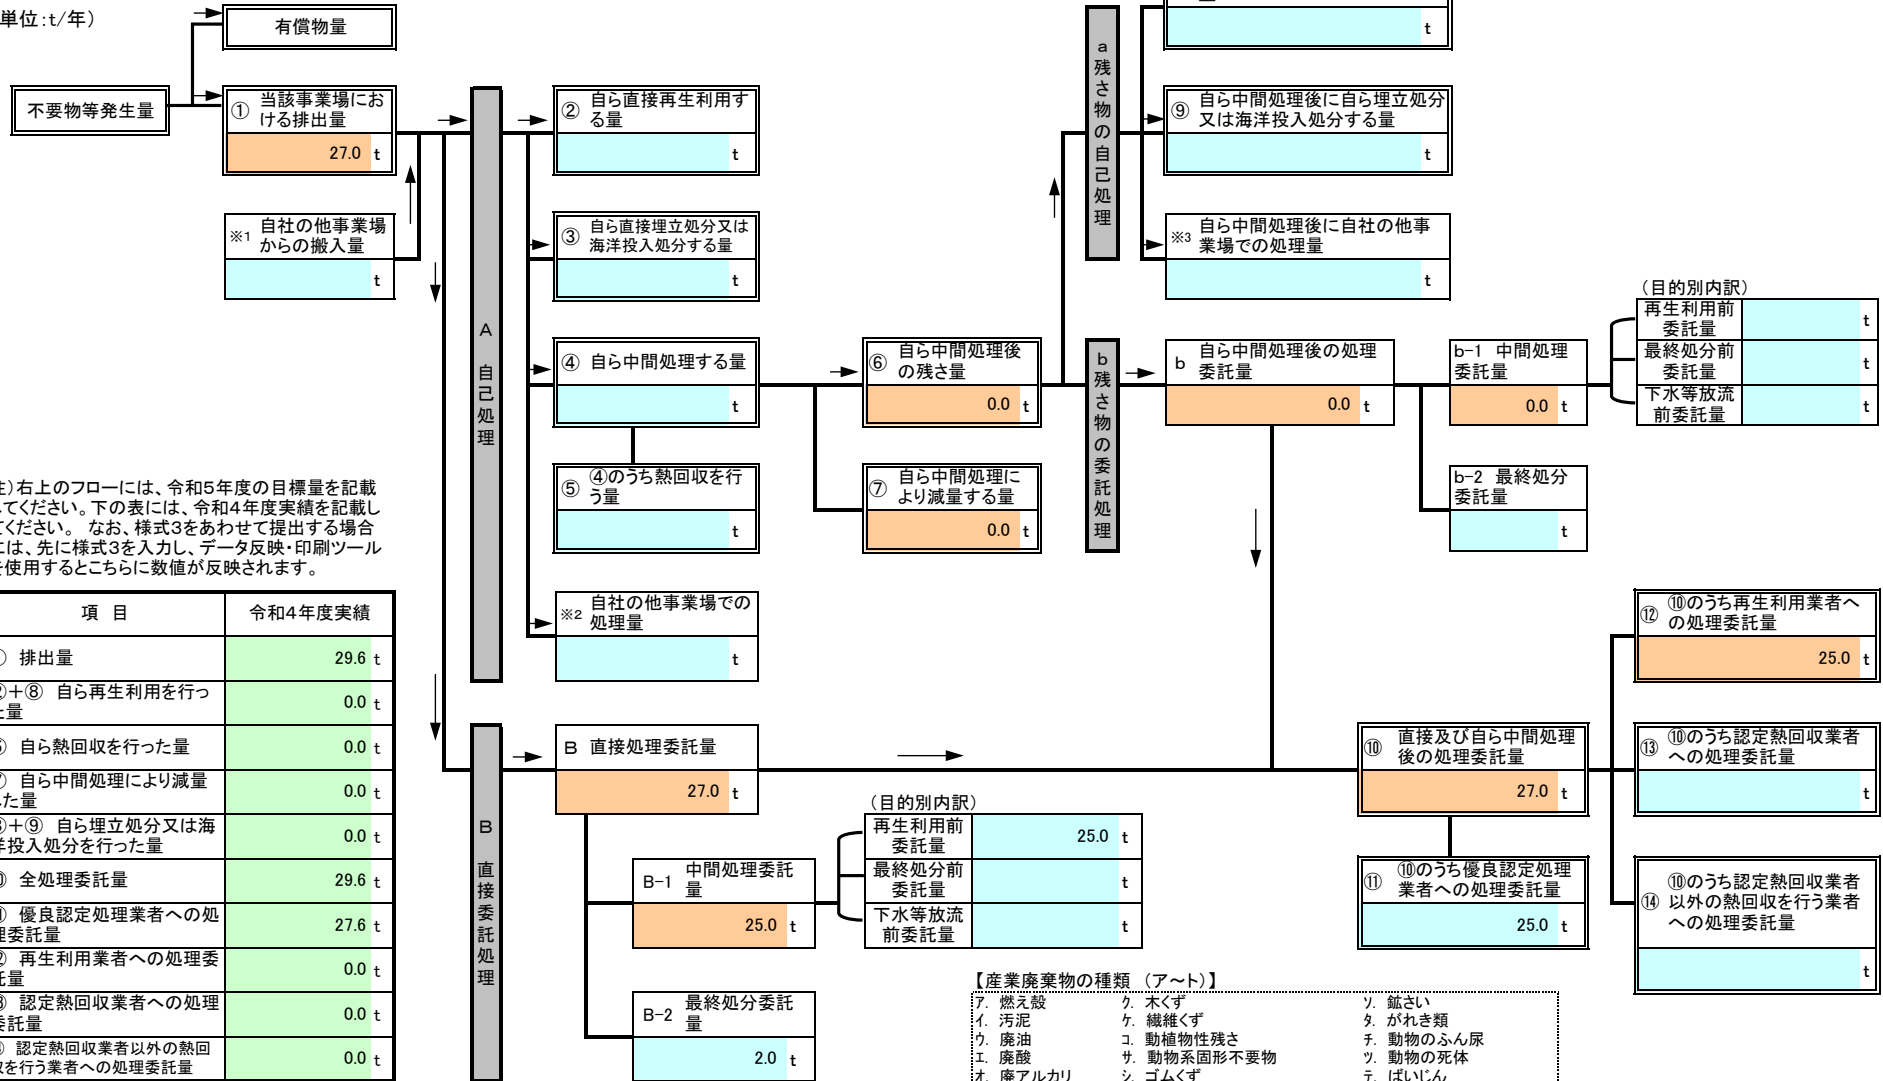 単位:t/年）
有償物量
不要物等発生量
① 当該事業場にお
ける排出量
27.0 t
※1 自社の他事業場
からの搬入量
t
A 自己処理
② 自ら直接再生利用す
る量
t
③ 自ら直接埋立処分又は
海洋投入処分する量
t
④ 自ら中間処理する量
t
⑤ ④のうち熱回収を行
う量
t
※2 自社の他事業場での
処理量
t
⑥ 自ら中間処理後
の残さ量
0.0 t
⑦ 自ら中間処理に
より減量する量
0.0 t
a 残さ物の自己処理
t
⑨ 自ら中間処理後に自ら埋立処分
又は海洋投入処分する量
t
※3 自ら中間処理後に自社の他事
業場での処理量
t
b 残さ物の委託処理
b 自ら中間処理後の処理
委託量
0.0 t
b-1 中間処理
委託量
0.0 t
b-2 最終処分
委託量
t
（目的別内訳）
再生利用前
委託量
t
最終処分前
委託量
t
下水等放流
前委託量
t
）右上のフローには、令和5年度の目標量を記載
してください。下の表には、令和4年度実績を記載し
てください。 なお、様式3をあわせて提出する場合
には、先に様式3を入力し、データ反映・印刷ツール
を使用するとこちらに数値が反映されます。
項 目 令和4年度実績
排出量 29.6 t
＋⑧ 自ら再生利用を行っ
た量 0.0 t
自ら熱回収を行った量 0.0 t
自ら中間処理により減量
した量 0.0 t
＋⑨ 自ら埋立処分又は海
洋投入処分を行った量 0.0 t
全処理委託量 29.6 t
優良認定処理業者への処
理委託量 27.6 t
再生利用業者への処理委
託量 0.0 t
認定熱回収業者への処理
委託量 0.0 t
認定熱回収業者以外の熱回
収を行う業者への処理委託量 0.0 t
B 直接委託処理
B 直接処理委託量
27.0 t
B-1 中間処理委託
量
25.0 t
B-2 最終処分委託
量
2.0 t
（目的別内訳）
再生利用前
委託量
25.0 t
最終処分前
委託量
t
下水等放流
前委託量
t
⑩ 直接及び自ら中間処理
後の処理委託量
27.0 t
⑪ ⑩のうち優良認定処理
業者への処理委託量
25.0 t
⑫ ⑩のうち再生利用業者へ
の処理委託量
25.0 t
⑬ ⑩のうち認定熱回収業者
への処理委託量
t
⑭ ⑩のうち認定熱回収業者
以外の熱回収を行う業者
への処理委託量
t
【産業廃棄物の種類 （ア～ト）】
ア. 燃え殻 ク. 木くず ソ. 鉱さい
イ. 汚泥 ケ. 繊維くず タ. がれき類
ウ. 廃油 コ. 動植物性残さ チ. 動物のふん尿
エ. 廃酸 サ. 動物系固形不要物 ツ. 動物の死体
オ. 廃アルカリ シ. ゴムくず テ. ばいじん